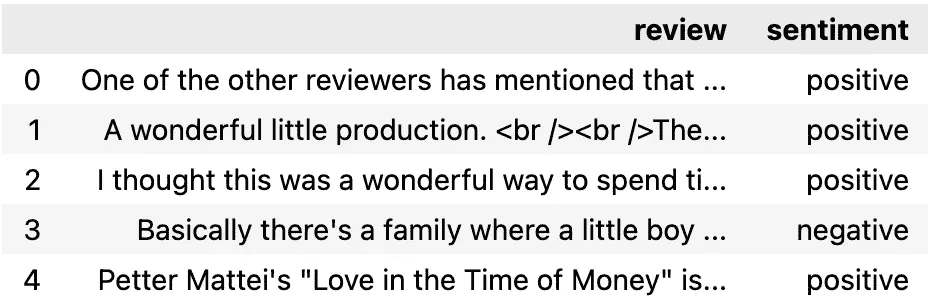 review sentiment
0 One of the other reviewers has mentioned that ... positive
1 A wonderful little production. <br /><br />The... positive
2 I thought this was a wonderful way to spend ti... positive
3 Basically there's a family where a little boy ... negative
4 Petter Mattei's "Love in the Time of Money" is... positive